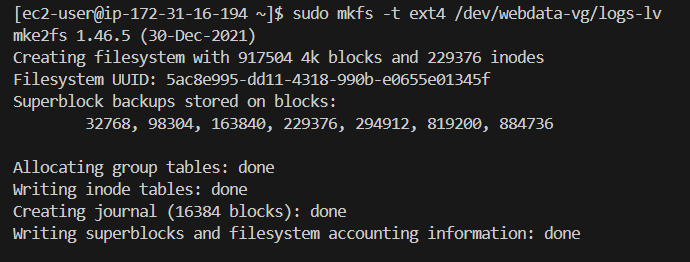 [ec2-user@ip-172-31-16-194 ~]$ sudo mkfs -t ext4 /dev/webdata-vg/logs-lv
mke2fs 1.46.5 (30-Dec-2021)
Creating filesystem with 917504 4k blocks and 229376 inodes
Filesystem UUID: 5ac8e995-dd11-4318-990b-e0655e01345f
Superblock backups stored on blocks:
        32768, 98304, 163840, 229376, 294912, 819200, 884736

Allocating group tables: done
Writing inode tables: done
Creating journal (16384 blocks): done
Writing superblocks and filesystem accounting information: done